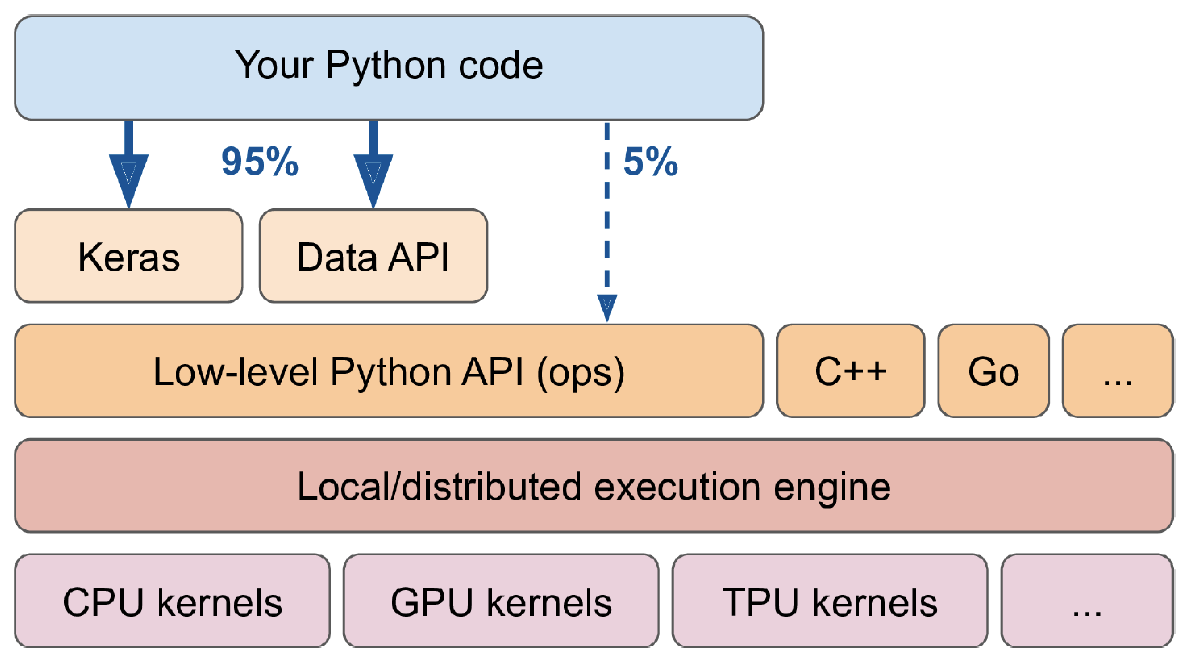 Your Python code
95%
5%
Keras
Data API
Low-level Python API (ops)
C++
Go
...
Local/distributed execution engine
CPU kernels
GPU kernels
TPU kernels
...